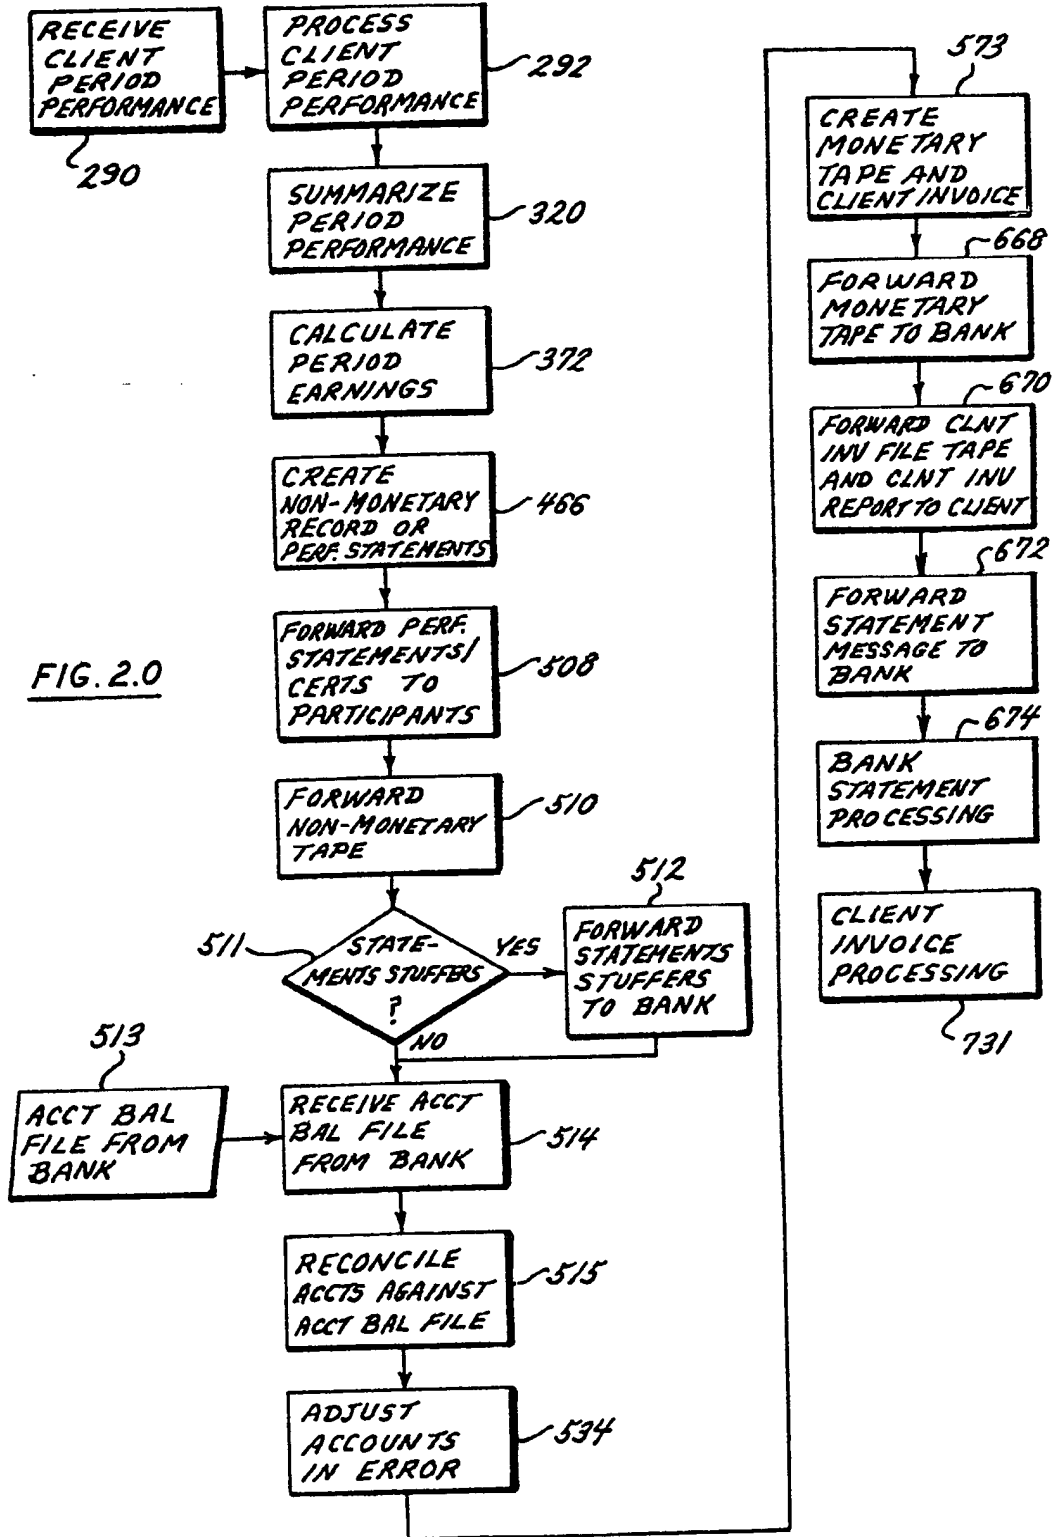 RECEIVE
CLIENT
PERIOD
PERFORMANCE
290
PROCESS
CLIENT
PERIOD
PERFORMANCE
292
SUMMARIZE
PERIOD
PERFORMANCE
320
CALCULATE
PERIOD
EARNINGS
372
CREATE
NON-MONETARY
RECORD OR
PERF. STATEMENTS
466
FORWARD PERF.
STATEMENTS/
CERTS TO
PARTICIPANTS
508
FIG. 2.0
FORWARD
NON-MONETARY
TAPE
510
511
STATE-
MENTS STUFFERS
?
YES
NO
512
FORWARD
STATEMENTS
STUFFERS
TO BANK
513
ACCT BAL
FILE FROM
BANK
RECEIVE ACCT
BAL FILE
FROM BANK
514
RECONCILE
ACCTS AGAINST
ACCT BAL FILE
515
ADJUST
ACCOUNTS
IN ERROR
534
573
CREATE
MONETARY
TAPE AND
CLIENT INVOICE
668
FORWARD
MONETARY
TAPE TO BANK
670
FORWARD CLNT
INV FILE TAPE
AND CLNT INV
REPORT TO CLIENT
672
FORWARD
STATEMENT
MESSAGE TO
BANK
674
BANK
STATEMENT
PROCESSING
CLIENT
INVOICE
PROCESSING
731